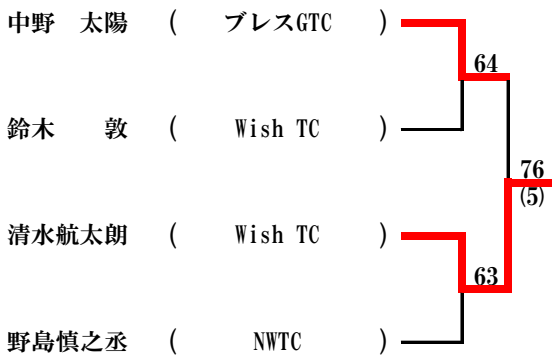 中野　太陽 ( ブレスGTC )
64
鈴木　　敦 ( Wish TC )
76
(5)
清水航太朗 ( Wish TC )
63
野島慎之丞 ( NWTC )